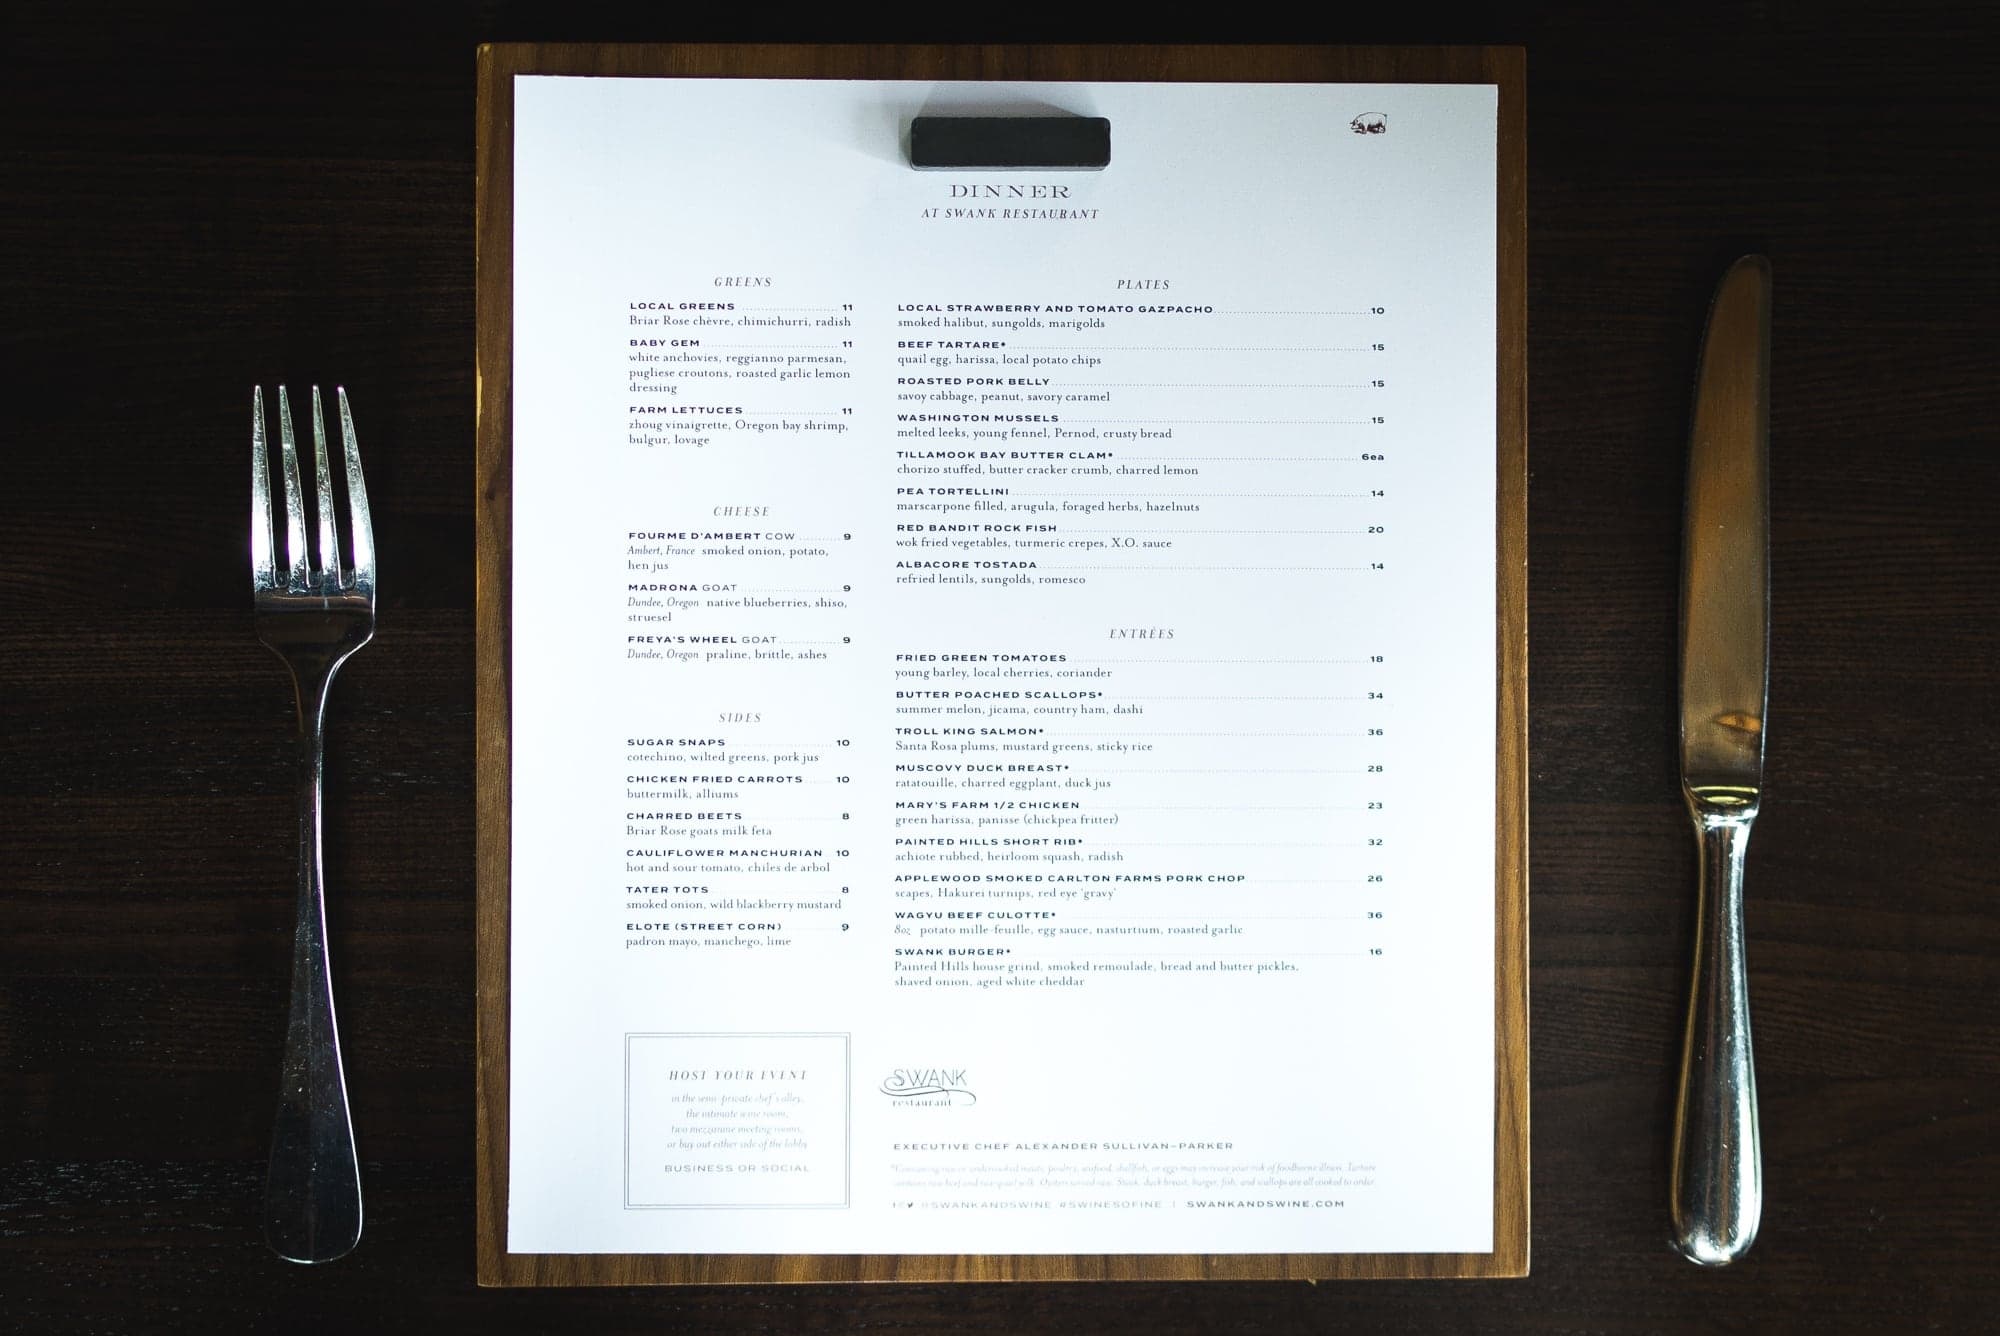 DINNER
AT SWANK RESTAURANT
GREENS
LOCAL GREENS 11
Briar Rose chèvre, chimichurri, radish
BABY GEM 11
white anchovies, reggianno parmesan,
pugliese croutons, roasted garlic lemon
dressing
FARM LETTUCES 11
zhoug vinaigrette, Oregon bay shrimp,
bulgur, lovage
CHEESE
FOURME D'AMBERT COW 9
Ambert, France smoked onion, potato,
hen jus
MADRONA GOAT 9
Dundee, Oregon native blueberries, shiso,
struesel
FREYA'S WHEEL GOAT 9
Dundee, Oregon praline, brittle, ashes
SIDES
SUGAR SNAPS 10
cotechino, wilted greens, pork jus
CHICKEN FRIED CARROTS 10
buttermilk, alliums
CHARRED BEETS 8
Briar Rose goats milk feta
CAULIFLOWER MANCHURIAN 10
hot and sour tomato, chiles de arbol
TATER TOTS 8
smoked onion, wild blackberry mustard
ELOTE (STREET CORN) 9
padron mayo, manchego, lime
PLATES
LOCAL STRAWBERRY AND TOMATO GAZPACHO 10
smoked halibut, sungolds, marigolds
BEEF TARTARE* 15
quail egg, harissa, local potato chips
ROASTED PORK BELLY 15
savoy cabbage, peanut, savory caramel
WASHINGTON MUSSELS 15
melted leeks, young fennel, Pernod, crusty bread
TILLAMOOK BAY BUTTER CLAM* 6ea
chorizo stuffed, butter cracker crumb, charred lemon
PEA TORTELLINI 14
marscarpone filled, arugula, foraged herbs, hazelnuts
RED BANDIT ROCK FISH 20
wok fried vegetables, turmeric crepes, X.O. sauce
ALBACORE TOSTADA 14
refried lentils, sungolds, romesco
ENTRÉES
FRIED GREEN TOMATOES 18
young barley, local cherries, coriander
BUTTER POACHED SCALLOPS* 34
summer melon, jicama, country ham, dashi
TROLL KING SALMON* 36
Santa Rosa plums, mustard greens, sticky rice
MUSCOVY DUCK BREAST* 28
ratatouille, charred eggplant, duck jus
MARY'S FARM 1/2 CHICKEN 23
green harissa, panisse (chickpea fritter)
PAINTED HILLS SHORT RIB* 32
achiote rubbed, heirloom squash, radish
APPLEWOOD SMOKED CARLTON FARMS PORK CHOP 26
scapes, Hakurei turnips, red eye 'gravy'
WAGYU BEEF CULOTTE* 36
8oz potato mille-feuille, egg sauce, nasturtium, roasted garlic
SWANK BURGER* 16
Painted Hills house grind, smoked remoulade, bread and butter pickles,
shaved onion, aged white cheddar
HOST YOUR EVENT
in the semi-private chef's alley,
the intimate wine room,
two mezzanine meeting rooms,
or buy out either side of the lobby
BUSINESS OR SOCIAL
SWANK
restaurant
EXECUTIVE CHEF ALEXANDER SULLIVAN-PARKER
*Consuming raw or undercooked meats, poultry, seafood, shellfish, or eggs may increase your risk of foodborne illness. Tartare
contains raw beef and raw quail milk. Oysters served raw. Steak, duck breast, burger, fish, and scallops are all cooked to order.
@SWANKANDSWINE #SWINESOFINE | SWANKANDSWINE.COM